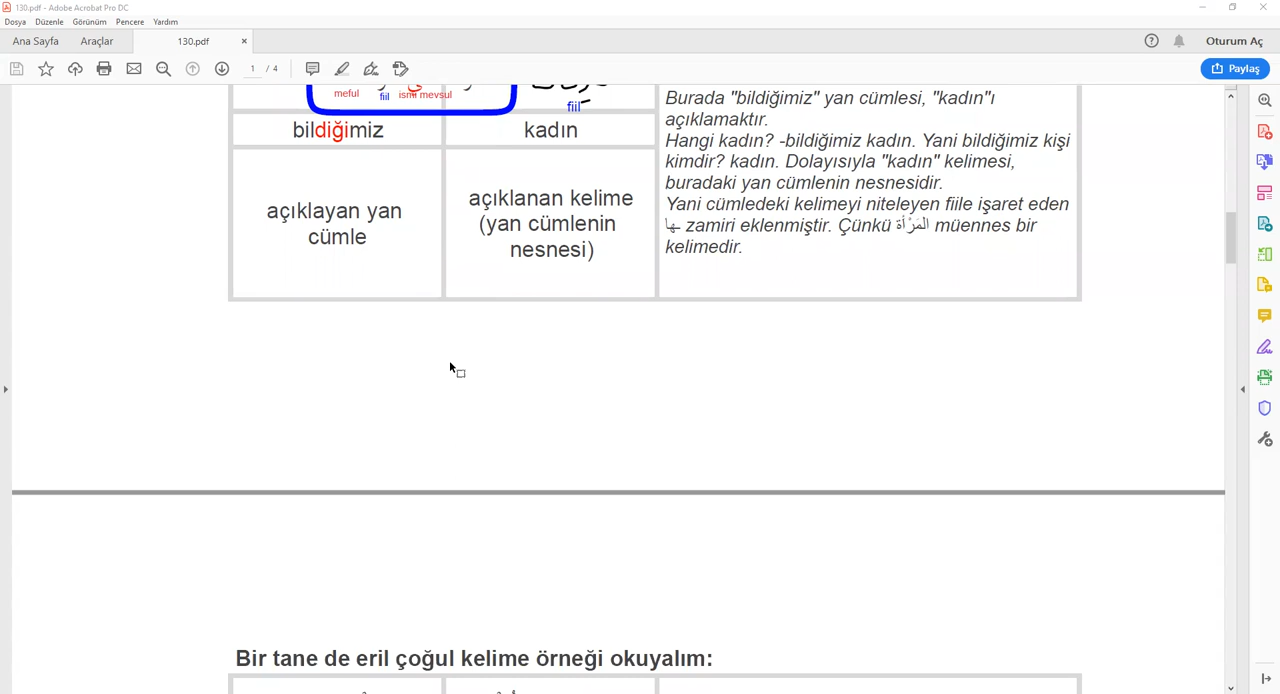 130.pdf - Adobe Acrobat Pro DC
Dosya Düzenle Görünüm Pencere Yardım
Ana Sayfa Araçlar 130.pdf × Oturum Aç
1 / 4 Paylaş
meful fiil ismi mevsul
fiil
bildiğimiz kadın
açıklayan yan
cümle
açıklanan kelime
(yan cümlenin
nesnesi)
Burada "bildiğimiz" yan cümlesi, "kadın"ı
açıklamaktır.
Hangi kadın? -bildiğimiz kadın. Yani bildiğimiz kişi
kimdir? kadın. Dolayısıyla "kadın" kelimesi,
buradaki yan cümlenin nesnesidir.
Yani cümledeki kelimeyi niteleyen fiile işaret eden
ـها zamiri eklenmiştir. Çünkü المَرْأة müennes bir
kelimedir.
Bir tane de eril çoğul kelime örneği okuyalım: